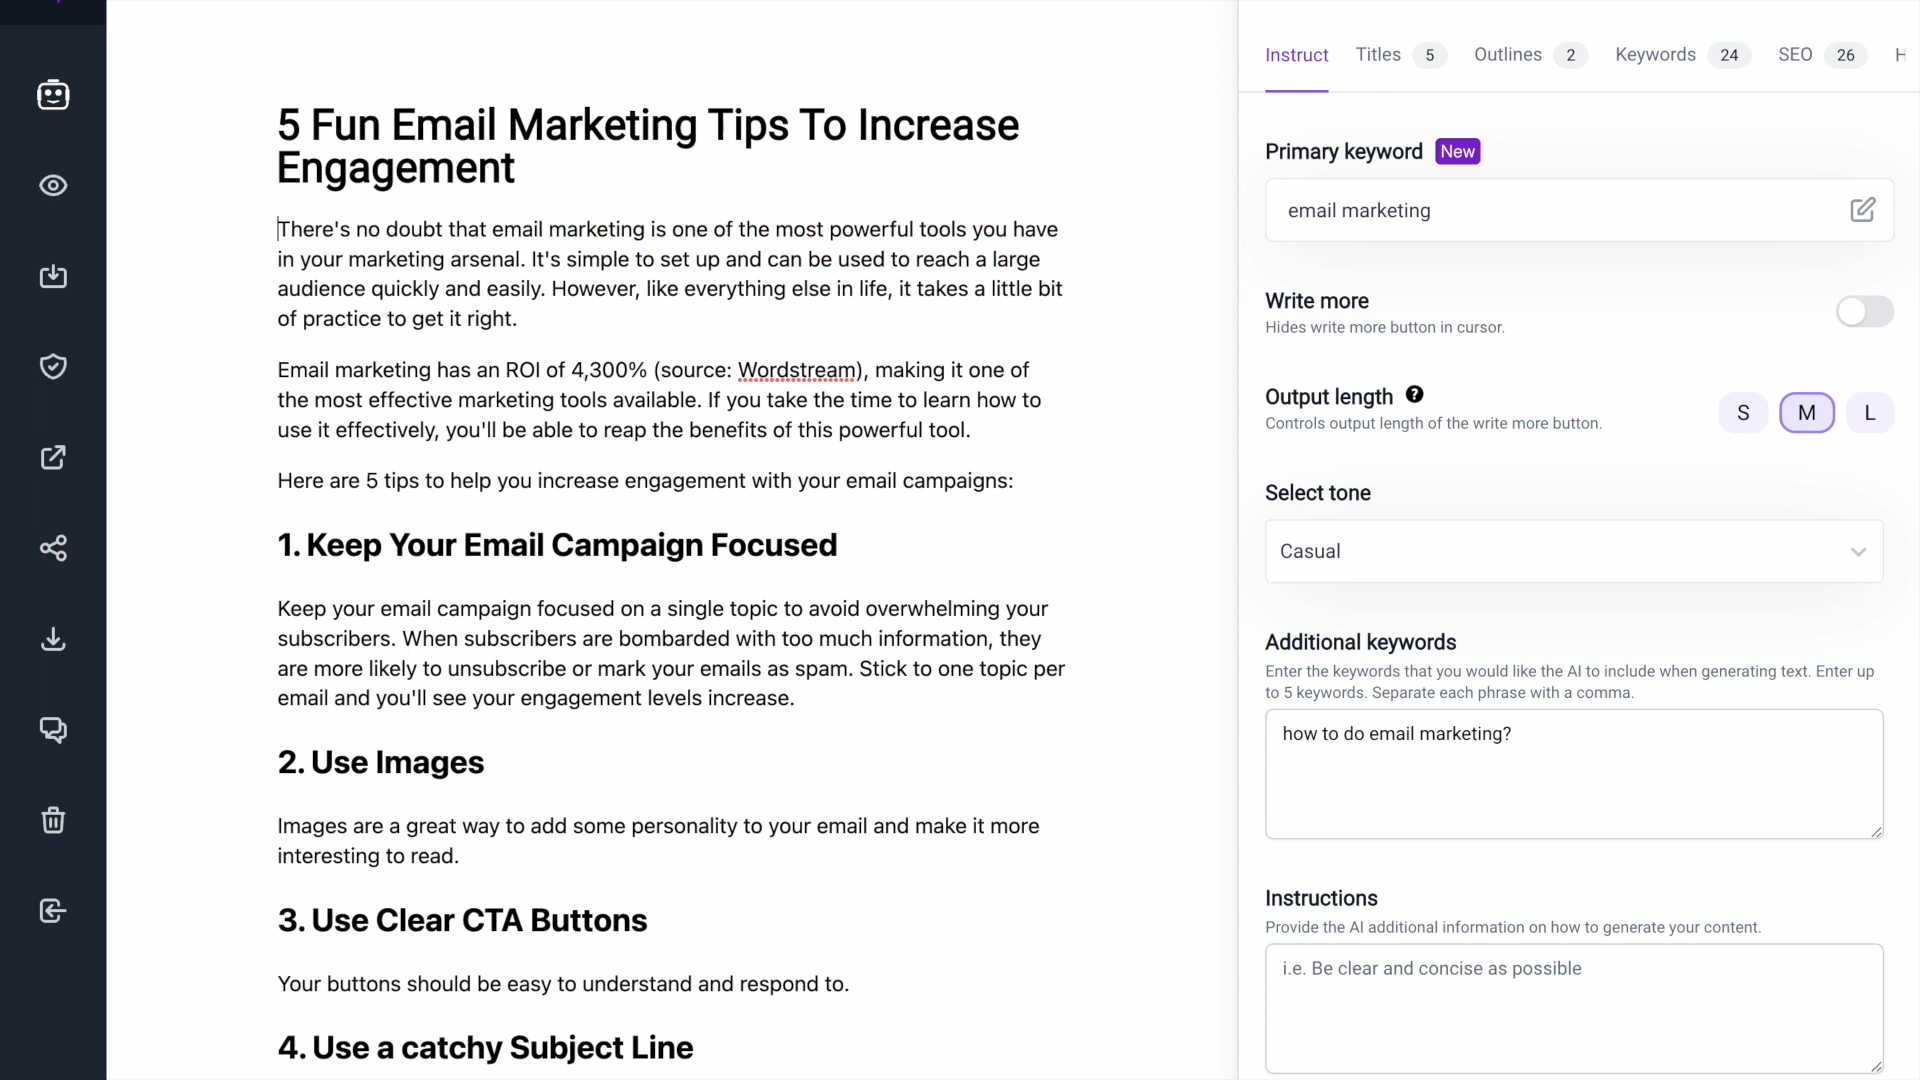 5 Fun Email Marketing Tips To Increase
Engagement
There's no doubt that email marketing is one of the most powerful tools you have
in your marketing arsenal. It's simple to set up and can be used to reach a large
audience quickly and easily. However, like everything else in life, it takes a little bit
of practice to get it right.
Email marketing has an ROI of 4,300% (source: Wordstream), making it one of
the most effective marketing tools available. If you take the time to learn how to
use it effectively, you'll be able to reap the benefits of this powerful tool.
Here are 5 tips to help you increase engagement with your email campaigns:
1. Keep Your Email Campaign Focused
Keep your email campaign focused on a single topic to avoid overwhelming your
subscribers. When subscribers are bombarded with too much information, they
are more likely to unsubscribe or mark your emails as spam. Stick to one topic per
email and you'll see your engagement levels increase.
2. Use Images
Images are a great way to add some personality to your email and make it more
interesting to read.
3. Use Clear CTA Buttons
Your buttons should be easy to understand and respond to.
4. Use a catchy Subject Line
Instruct Titles 5 Outlines 2 Keywords 24 SEO 26 H
Primary keyword New
email marketing
Write more
Hides write more button in cursor.
Output length ?
Controls output length of the write more button.
S M L
Select tone
Casual
Additional keywords
Enter the keywords that you would like the AI to include when generating text. Enter up
to 5 keywords. Separate each phrase with a comma.
how to do email marketing?
Instructions
Provide the AI additional information on how to generate your content.
i.e. Be clear and concise as possible